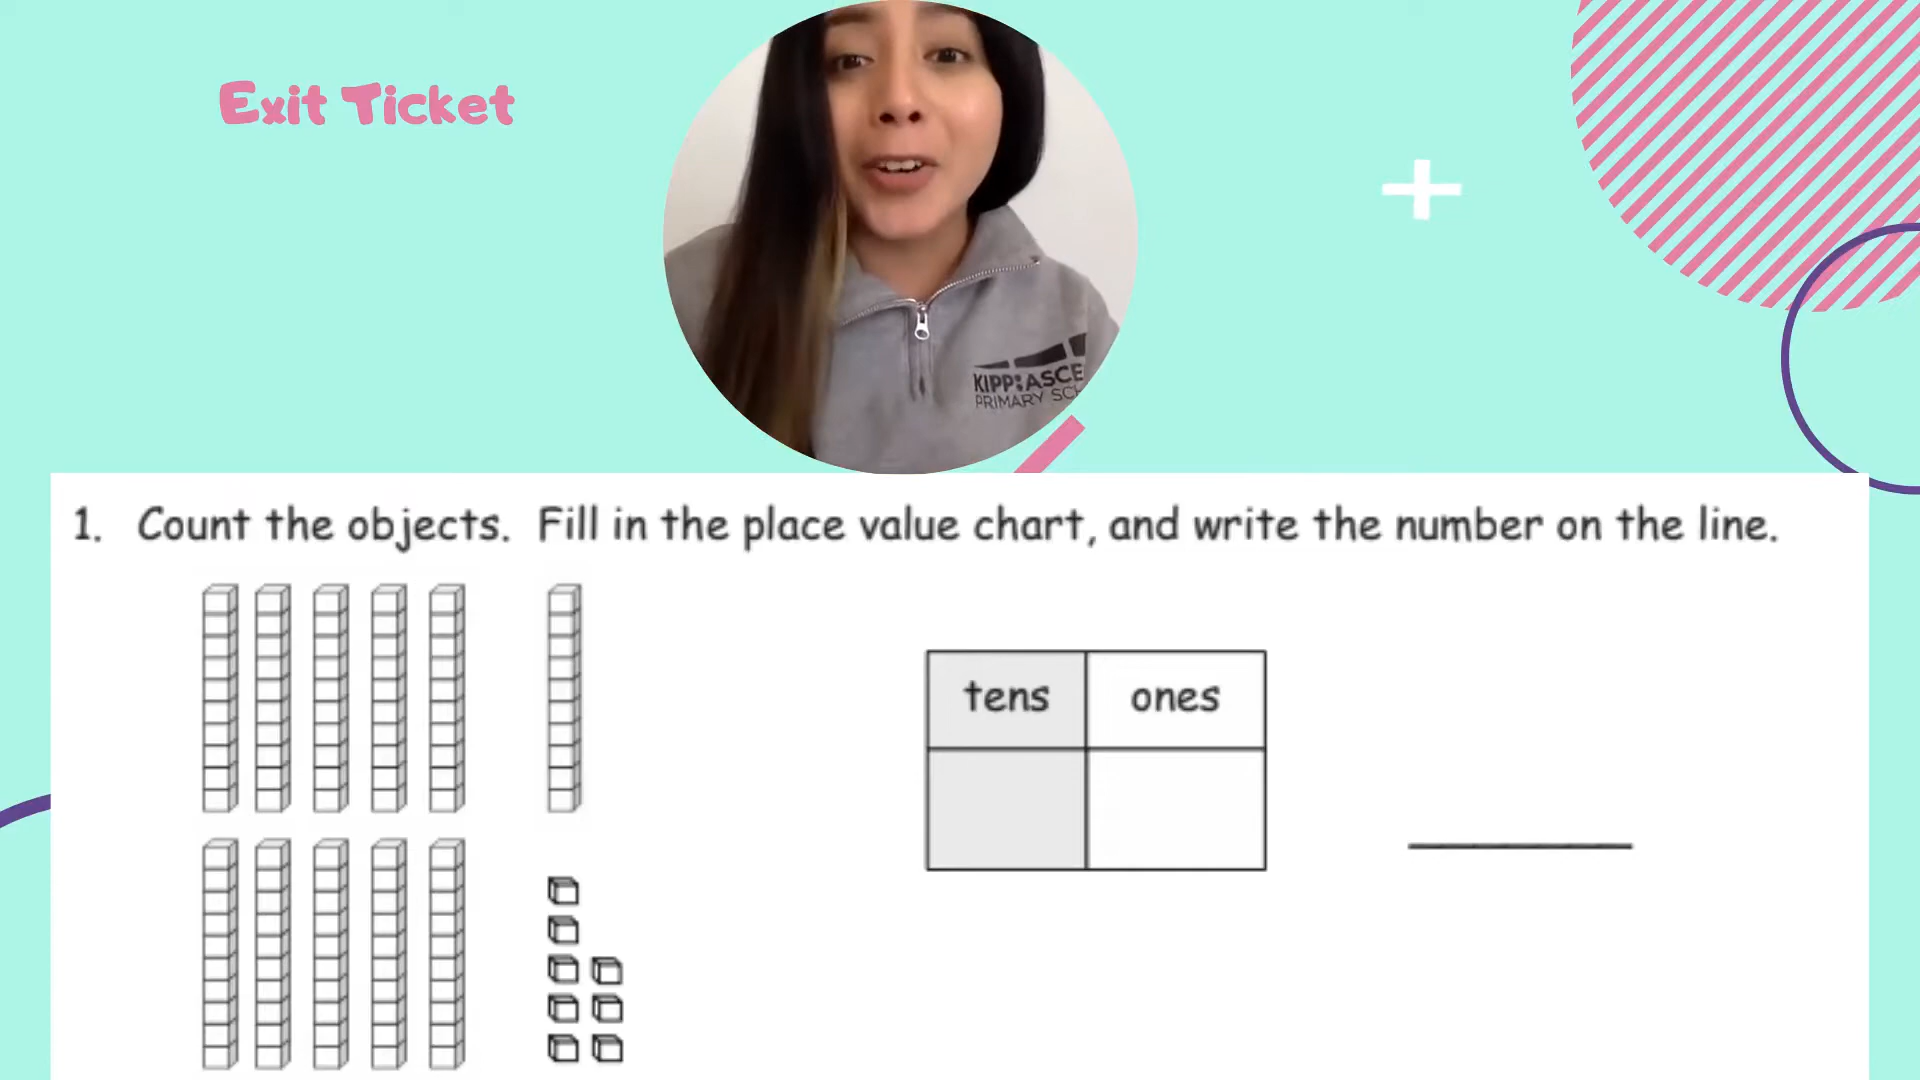 Exit Ticket
KIPP:ASCE
PRIMARY SCH
1. Count the objects. Fill in the place value chart, and write the number on the line.
tens ones